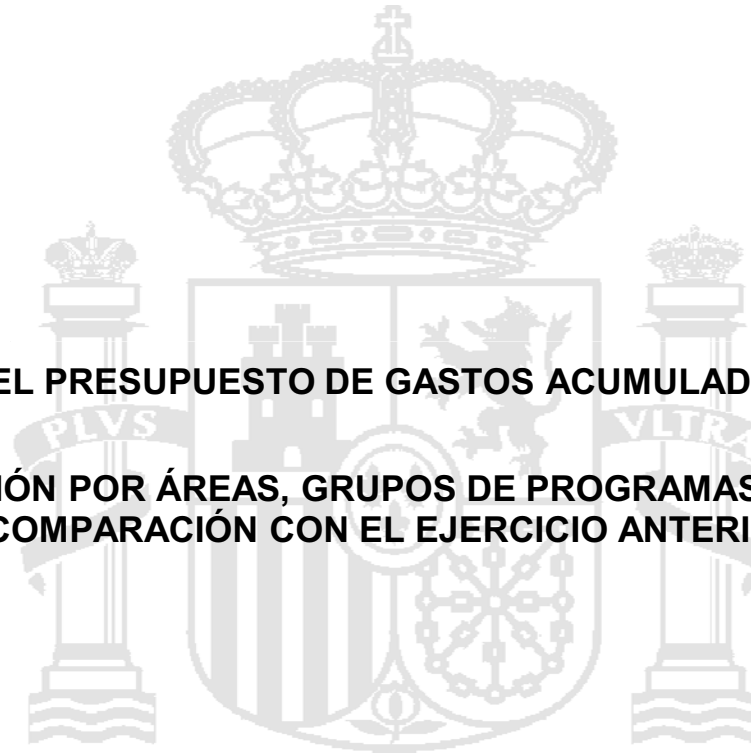 EL PRESUPUESTO DE GASTOS ACUMULAD
PLVS
VLTRA
IÓN POR ÁREAS, GRUPOS DE PROGRAMAS
COMPARACIÓN CON EL EJERCICIO ANTERI